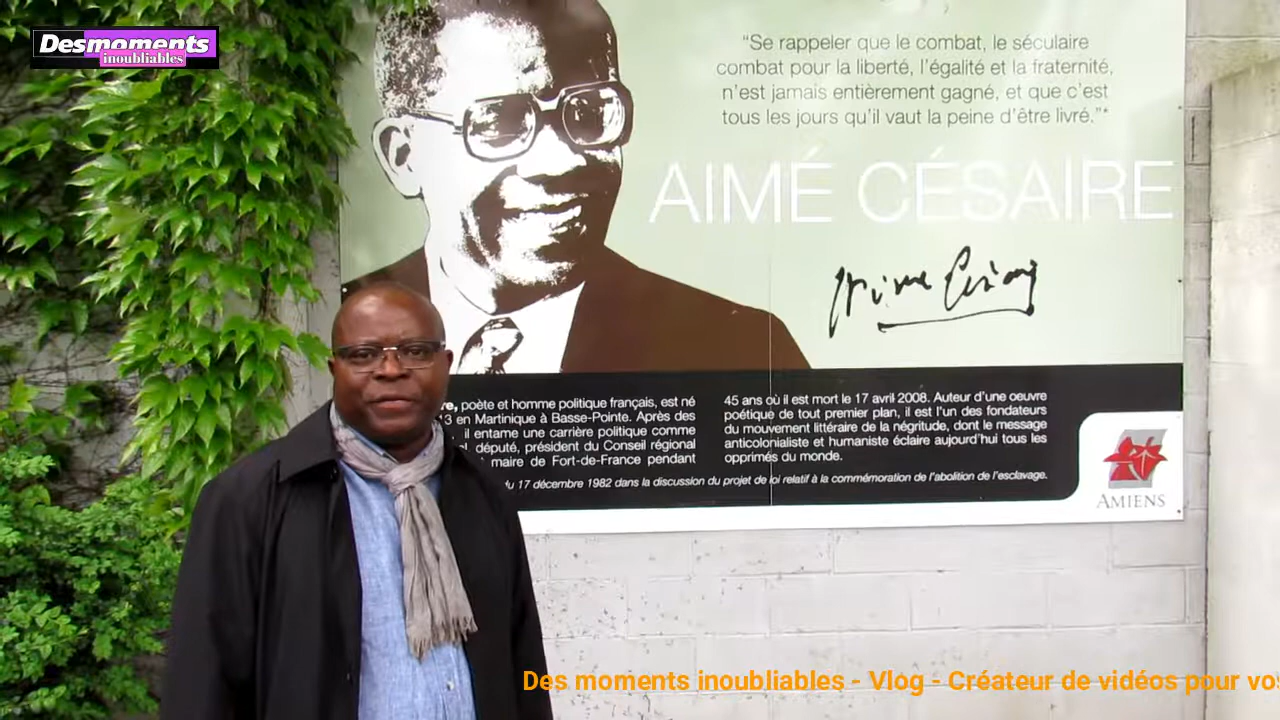 Desmoments
inoubliables
“Se rappeler que le combat, le séculaire
combat pour la liberté, l’égalité et la fraternité,
n’est jamais entièrement gagné, et que c’est
tous les jours qu’il vaut la peine d’être livré.”*
AIMÉ CÉSAIRE
poète et homme politique français, est né
en Martinique à Basse-Pointe. Après des
il entame une carrière politique comme
député, président du Conseil régional
maire de Fort-de-France pendant
45 ans où il est mort le 17 avril 2008. Auteur d’une oeuvre
poétique de tout premier plan, il est l’un des fondateurs
du mouvement littéraire de la négritude, dont le message
anticolonialiste et humaniste éclaire aujourd’hui tous les
opprimés du monde.
du 17 décembre 1982 dans la discussion du projet de loi relatif à la commémoration de l’abolition de l’esclavage.
AMIENS
Des moments inoubliables - Vlog - Créateur de vidéos pour vos